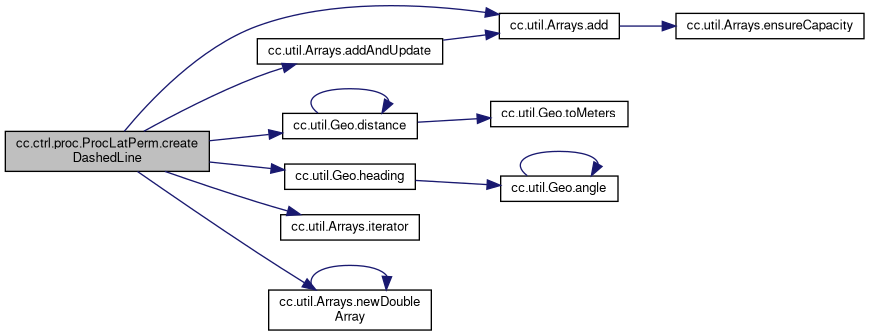 cc.util.Arrays.add
cc.util.Arrays.ensureCapacity
cc.util.Arrays.addAndUpdate
cc.util.Geo.distance
cc.util.Geo.toMeters
cc.ctrl.proc.ProcLatPerm.create
DashedLine
cc.util.Geo.heading
cc.util.Geo.angle
cc.util.Arrays.iterator
cc.util.Arrays.newDouble
Array